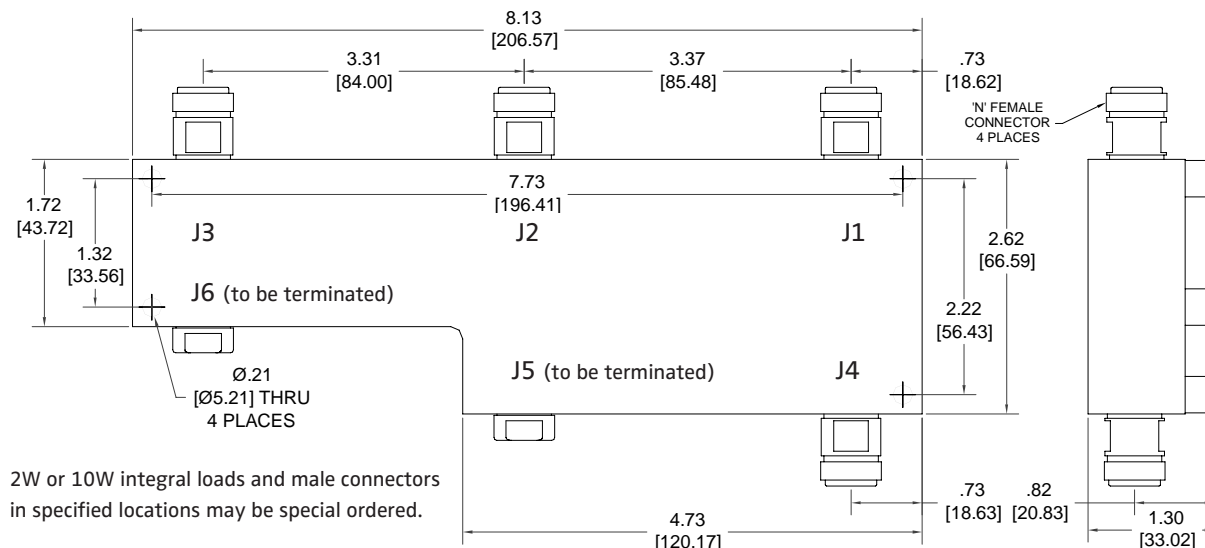 8.13
[206.57]
3.31
[84.00]
3.37
[85.48]
.73
[18.62]
'N' FEMALE
CONNECTOR
4 PLACES
7.73
[196.41]
1.72
[43.72]
1.32
[33.56]
J3
J2
J1
2.62
[66.59]
J6 (to be terminated)
2.22
[56.43]
J5 (to be terminated)
J4
Ø.21
[Ø5.21] THRU
4 PLACES
2W or 10W integral loads and male connectors
in specified locations may be special ordered.
.73
[18.63]
.82
[20.83]
4.73
[120.17]
1.30
[33.02]